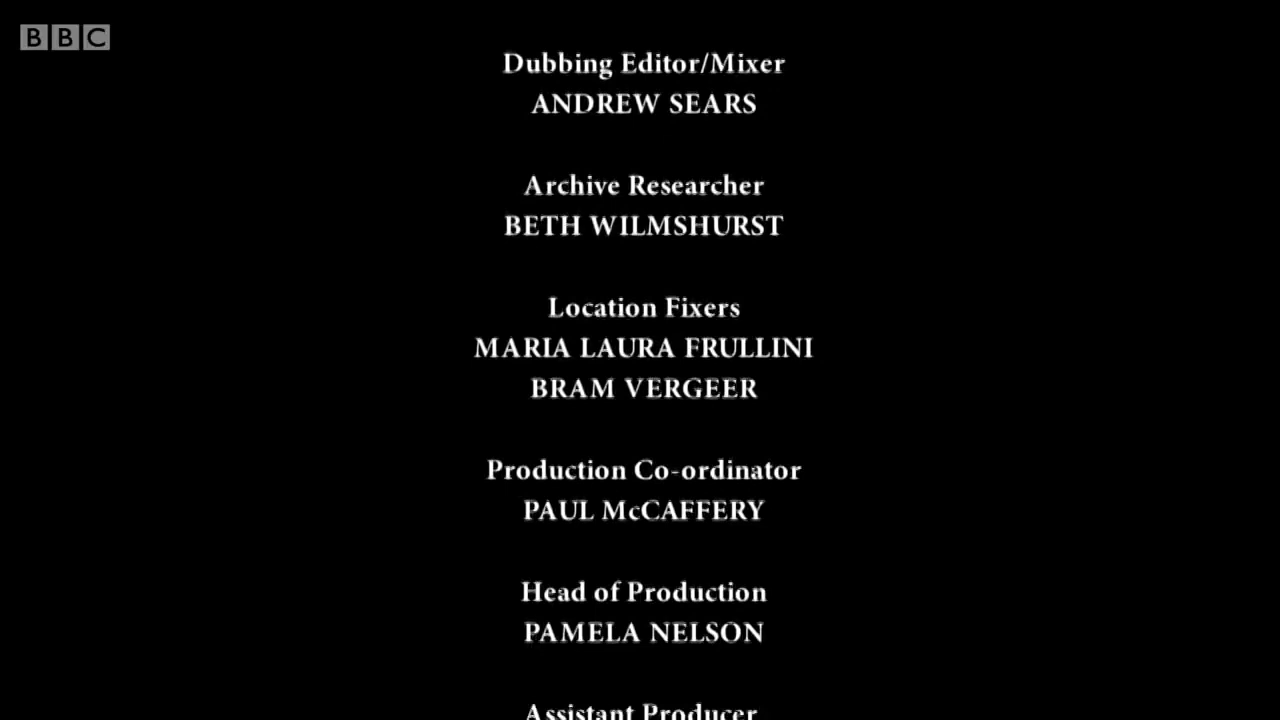 BBC
Dubbing Editor/Mixer
ANDREW SEARS
Archive Researcher
BETH WILMSHURST
Location Fixers
MARIA LAURA FRULLINI
BRAM VERGEER
Production Co-ordinator
PAUL McCAFFERY
Head of Production
PAMELA NELSON
Assistant Producer